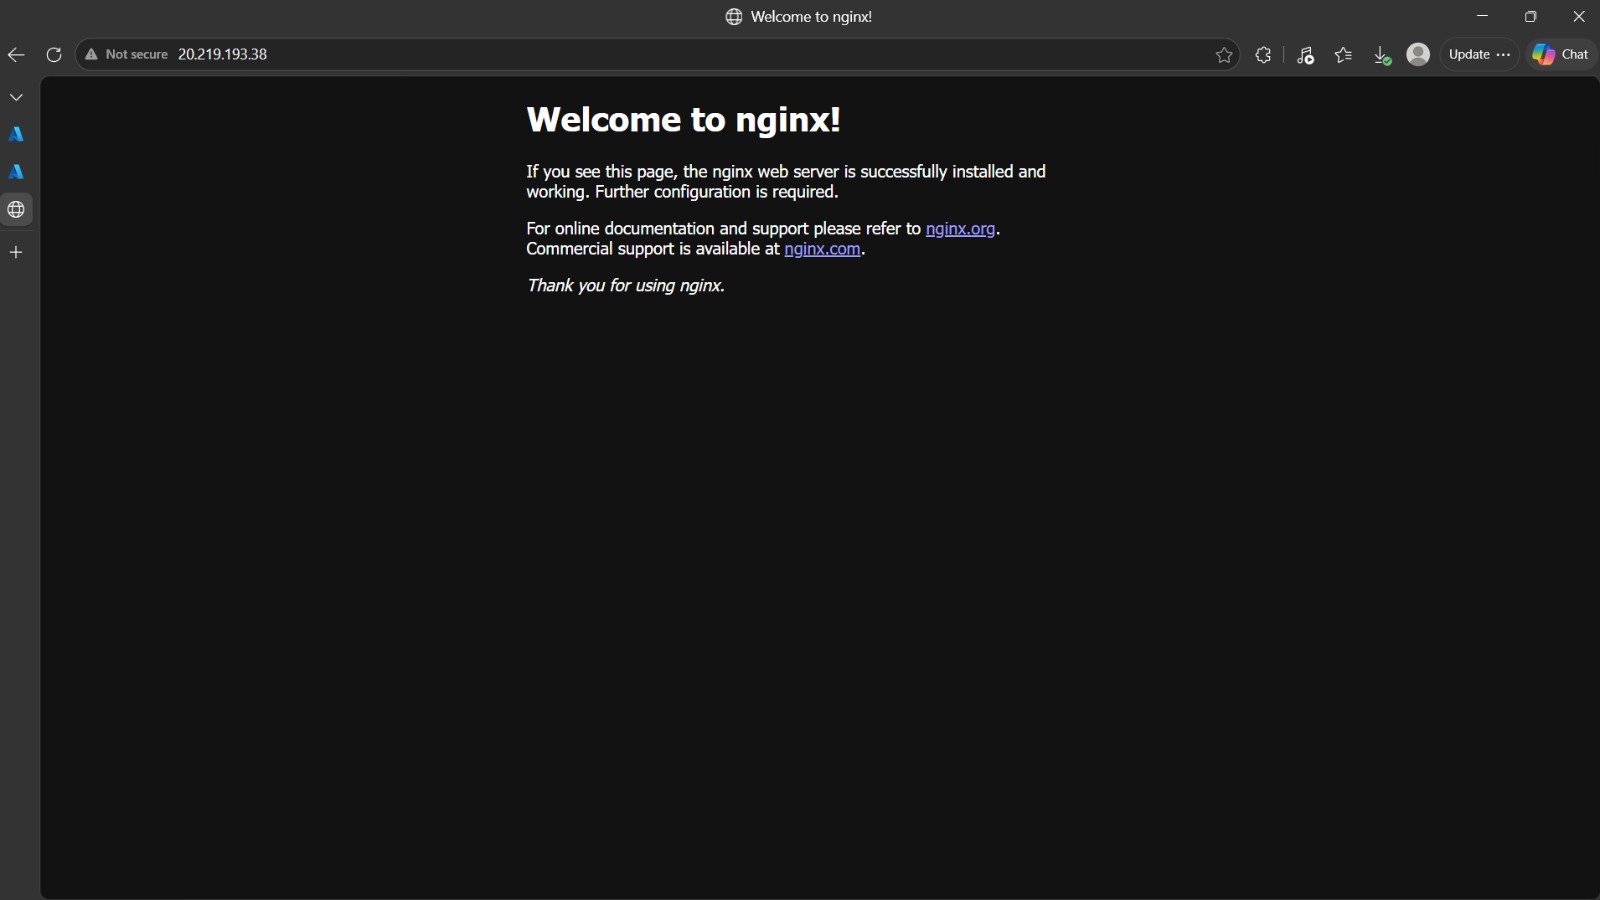 Welcome to nginx!
Not secure 20.219.193.38
Update
Chat
Welcome to nginx!
If you see this page, the nginx web server is successfully installed and
working. Further configuration is required.
For online documentation and support please refer to nginx.org.
Commercial support is available at nginx.com.
Thank you for using nginx.